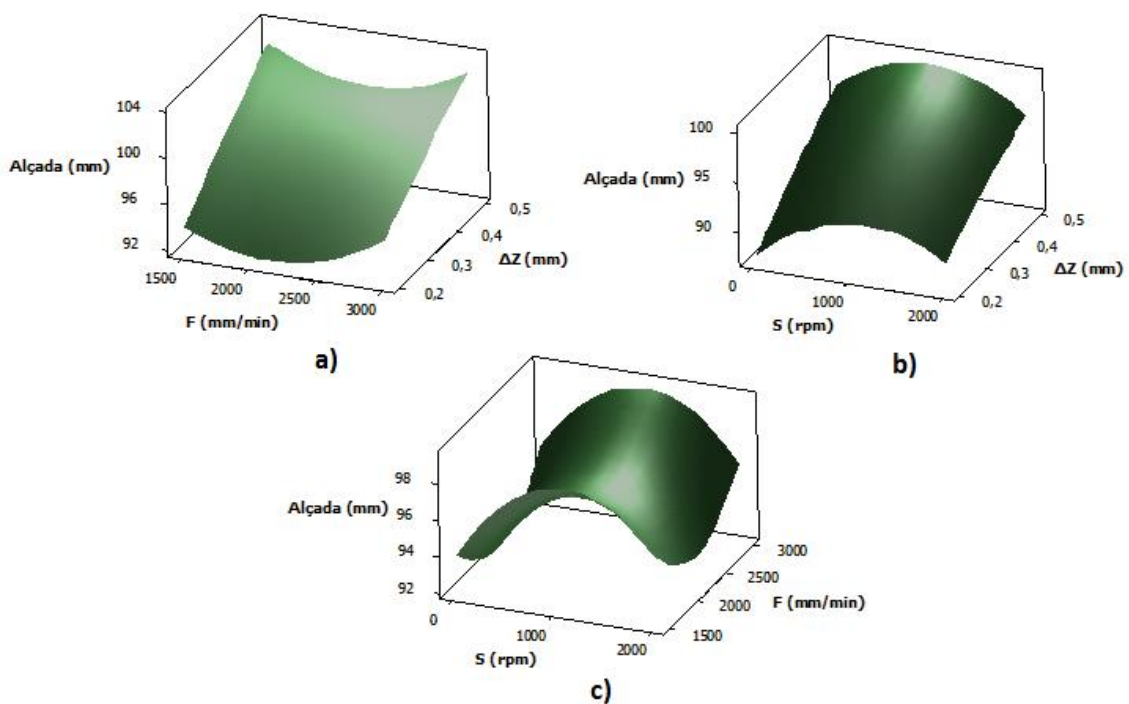 104
100
96
92
Alçada (mm)
1500
2000
2500
3000
F (mm/min)
0,5
0,4
0,3
0,2
ΔZ (mm)
a)
100
95
90
Alçada (mm)
0
1000
2000
S (rpm)
0,5
0,4
0,3
0,2
ΔZ (mm)
b)
98
96
94
92
Alçada (mm)
0
1000
2000
S (rpm)
3000
2500
2000
1500
F (mm/min)
c)